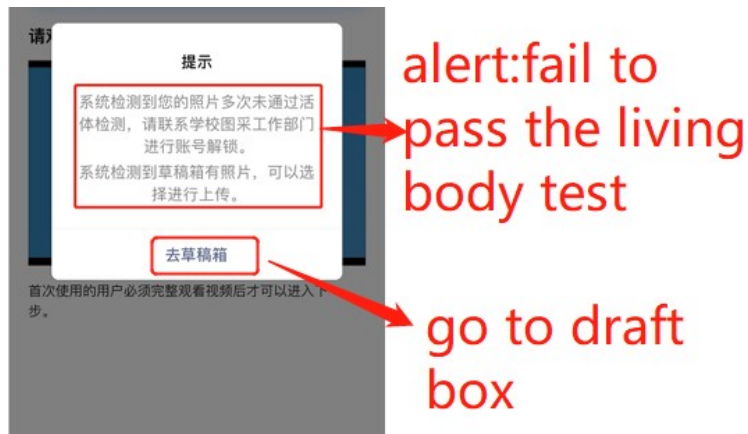 请
提示
系统检测到您的照片多次未通过活
体检测，请联系学校图采工作部门
进行账号解锁。
系统检测到草稿箱有照片，可以选
择进行上传。
去草稿箱
首次使用的用户必须完整观看视频后才可以进入下
步。
alert:fail to
pass the living
body test
go to draft
box